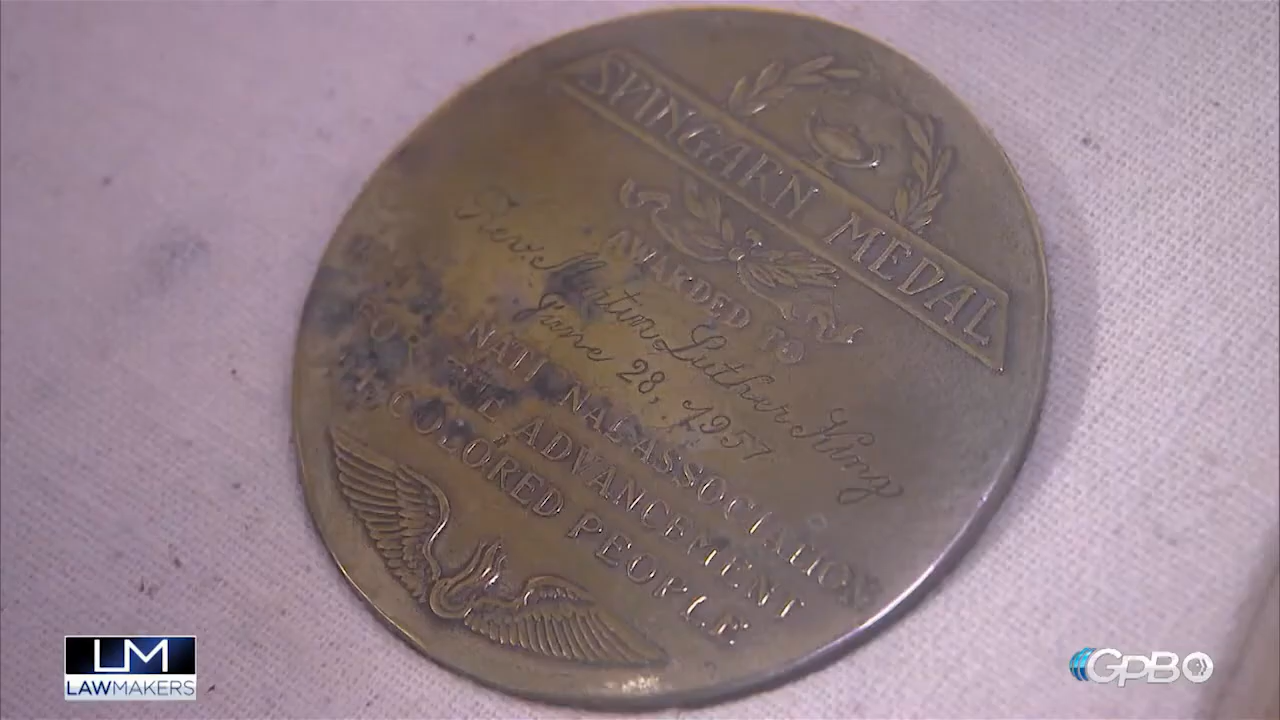 SPINGARN MEDAL
AWARDED TO
Rev. Martin Luther King
June 28, 1957
NATIONAL ASSOCIATION
FOR THE ADVANCEMENT
COLORED PEOPLE
LM
LAWMAKERS
GPB